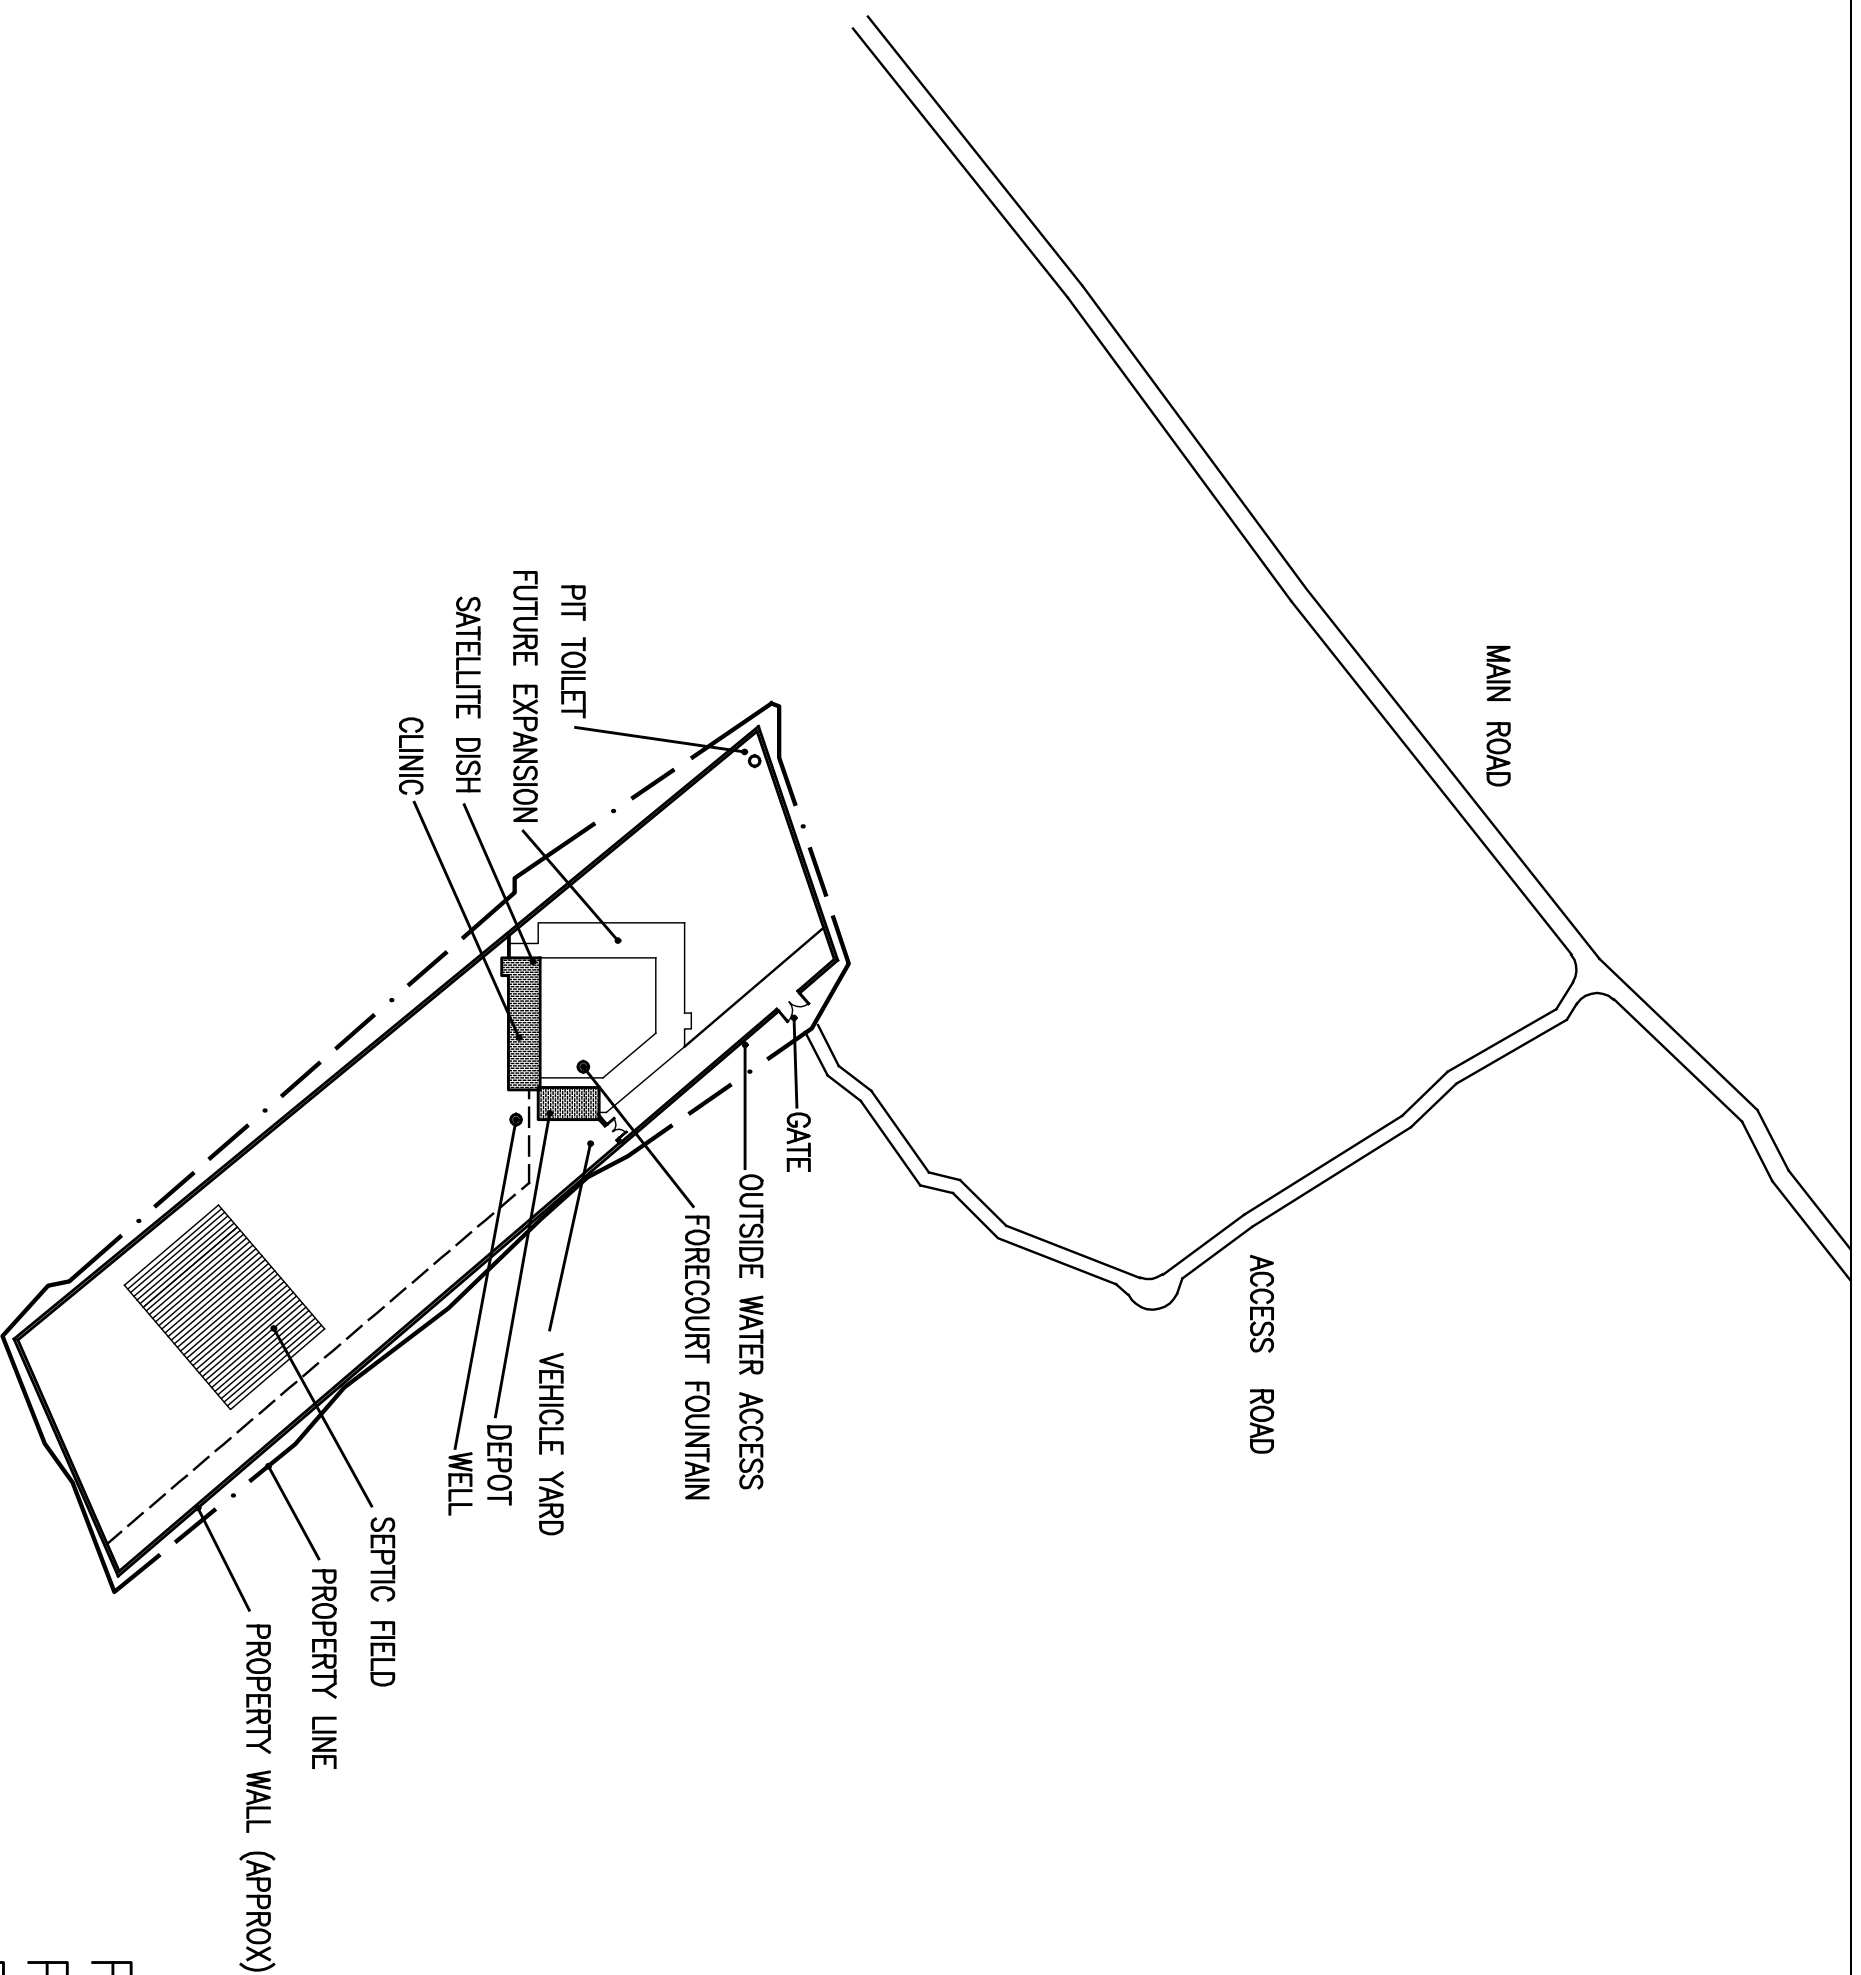 MAIN ROAD
ACCESS ROAD
GATE
OUTSIDE WATER ACCESS
FORECOURT FOUNTAIN
PIT TOILET
FUTURE EXPANSION
SATELLITE DISH
CLINIC
VEHICLE YARD
DEPOT
WELL
SEPTIC FIELD
PROPERTY LINE
PROPERTY WALL (APPROX)